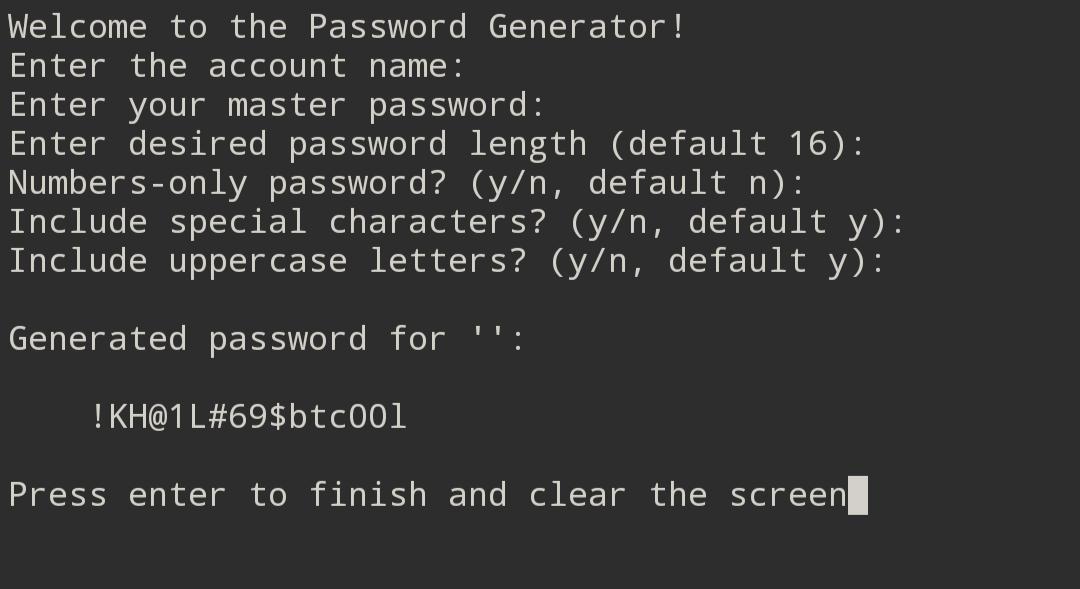 Welcome to the Password Generator!
Enter the account name:
Enter your master password:
Enter desired password length (default 16):
Numbers-only password? (y/n, default n):
Include special characters? (y/n, default y):
Include uppercase letters? (y/n, default y):
Generated password for '':
!KH@1L#69$btcOOl
Press enter to finish and clear the screen